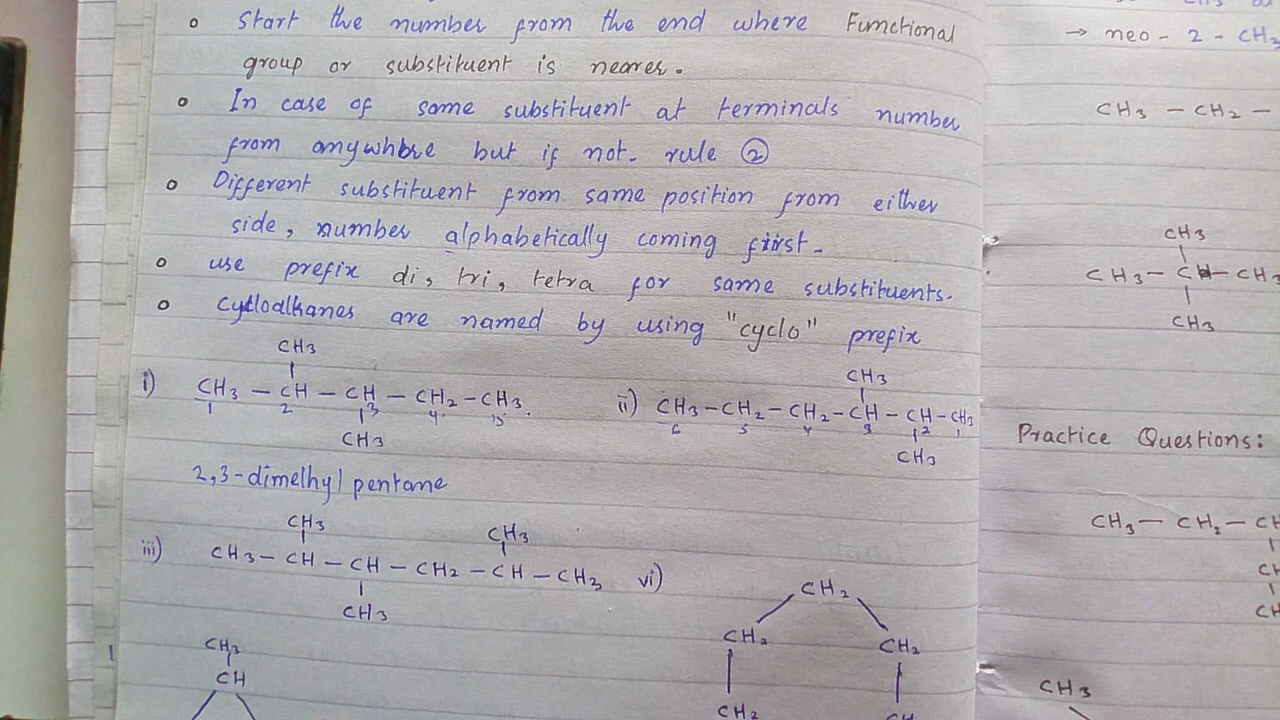 o Start the number from the end where Functional
group or substituent is nearer.
o In case of same substituent at terminals number
from anywhere but if not. rule ②
o Different substituent from same position from either
side, number alphabetically coming first.
o use prefix di, tri, tetra for same substituents.
o Cycloalkanes are named by using "cyclo" prefix
CH3
i) CH3 - CH - CH - CH2 - CH3.
1 2 3 4 5
CH3
CH3
ii) CH3 - CH2 - CH2 - CH - CH - CH3
6 5 4 3 2 1
CH3
2,3-dimethyl pentane
CH3 CH3
iii) CH3 - CH - CH - CH2 - CH - CH3
CH3
CH3
CH
vi) CH2
CH2 CH2
CH2
→ neo - 2 - CH2
CH3 - CH2 -
CH3
CH3 - C - CH3
CH3
Practice Questions:
CH3 - CH2 - CH
CH
CH
CH3